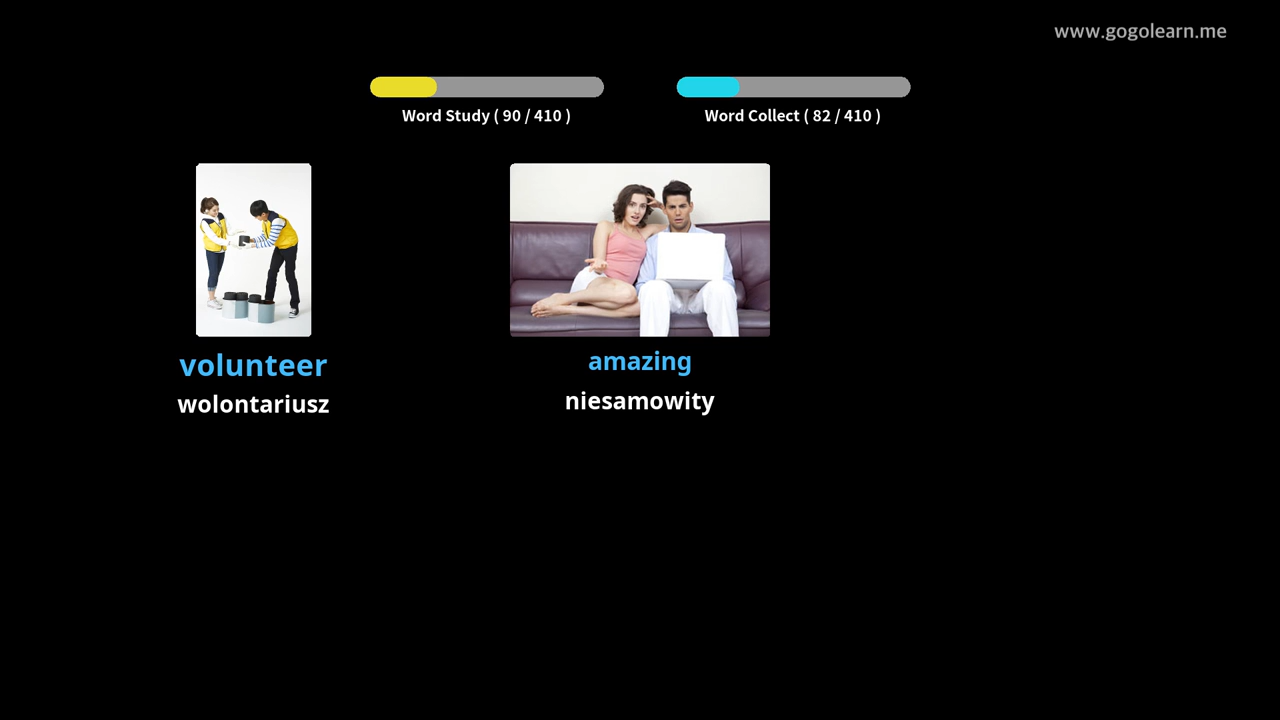 www.gogolearn.me
Word Study ( 90 / 410 )
Word Collect ( 82 / 410 )
volunteer
wolontariusz
amazing
niesamowity